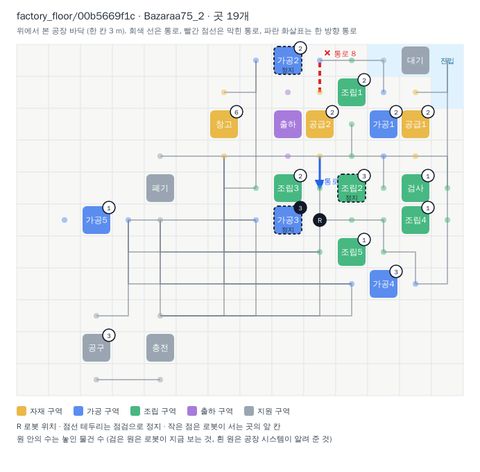 factory_floor/00b5669f1c · Bazaraa75_2 · 곳 19개
위에서 본 공장 바닥 (한 칸 3 m). 회색 선은 통로, 빨간 점선은 막힌 통로, 파란 화살표는 한 방향 통로
가공2 2 정지
✕ 통로 8
대기
진입
조립1 2
창고 6
출하
공급2 2
가공1 2
공급1 2
폐기
조립3 2
통로
조립2 3 정지
검사 1
가공5 1
가공3 3 정지
R
조립4 2
조립5 1
가공4 3
공구 3
충전
자재 구역 가공 구역 조립 구역 출하 구역 지원 구역
R 로봇 위치 · 점선 테두리는 점검으로 정지 · 작은 점은 로봇이 서는 곳의 앞 칸
원 안의 수는 놓인 물건 수 (검은 원은 로봇이 지금 보는 것, 흰 원은 공장 시스템이 알려 준 것)